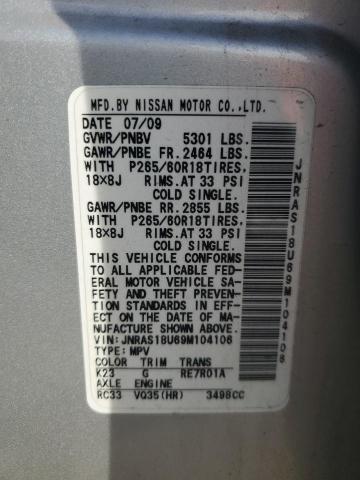 MFD.BY NISSAN MOTOR CO.,LTD.
DATE 07/09
GVWR/PNBV 5301 LBS.
GAWR/PNBE FR.2464 LBS.
WITH P265/60R18TIRES,
18X8J RIMS.AT 33 PSI
COLD SINGLE.
GAWR/PNBE RR.2855 LBS.
WITH P265/60R18TIRES,
18X8J RIMS.AT 33 PSI
COLD SINGLE.
THIS VEHICLE CONFORMS
TO ALL APPLICABLE FED-
ERAL MOTOR VEHICLE SA-
FETY AND THEFT PREVEN-
TION STANDARDS IN EFF-
ECT ON THE DATE OF MA-
NUFACTURE SHOWN ABOVE.
VIN:JNRAS18U69M104106
TYPE:MPV
COLOR TRIM TRANS
K23 G RE7R01A
AXLE ENGINE
RC33 VQ35(HR) 3498CC
JNRAS18U69M104106